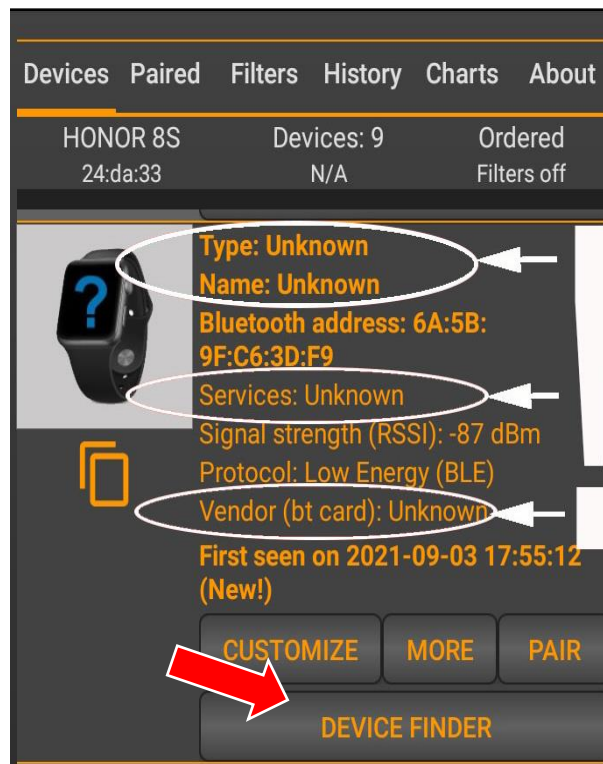 Devices Paired Filters History Charts About
HONOR 8S Devices: 9 Ordered
24:da:33 N/A Filters off
?
Type: Unknown
Name: Unknown
Bluetooth address: 6A:5B:
9F:C6:3D:F9
Services: Unknown
Signal strength (RSSI): -87 dBm
Protocol: Low Energy (BLE)
Vendor (bt card): Unknown
First seen on 2021-09-03 17:55:12
(New!)
CUSTOMIZE MORE PAIR
DEVICE FINDER